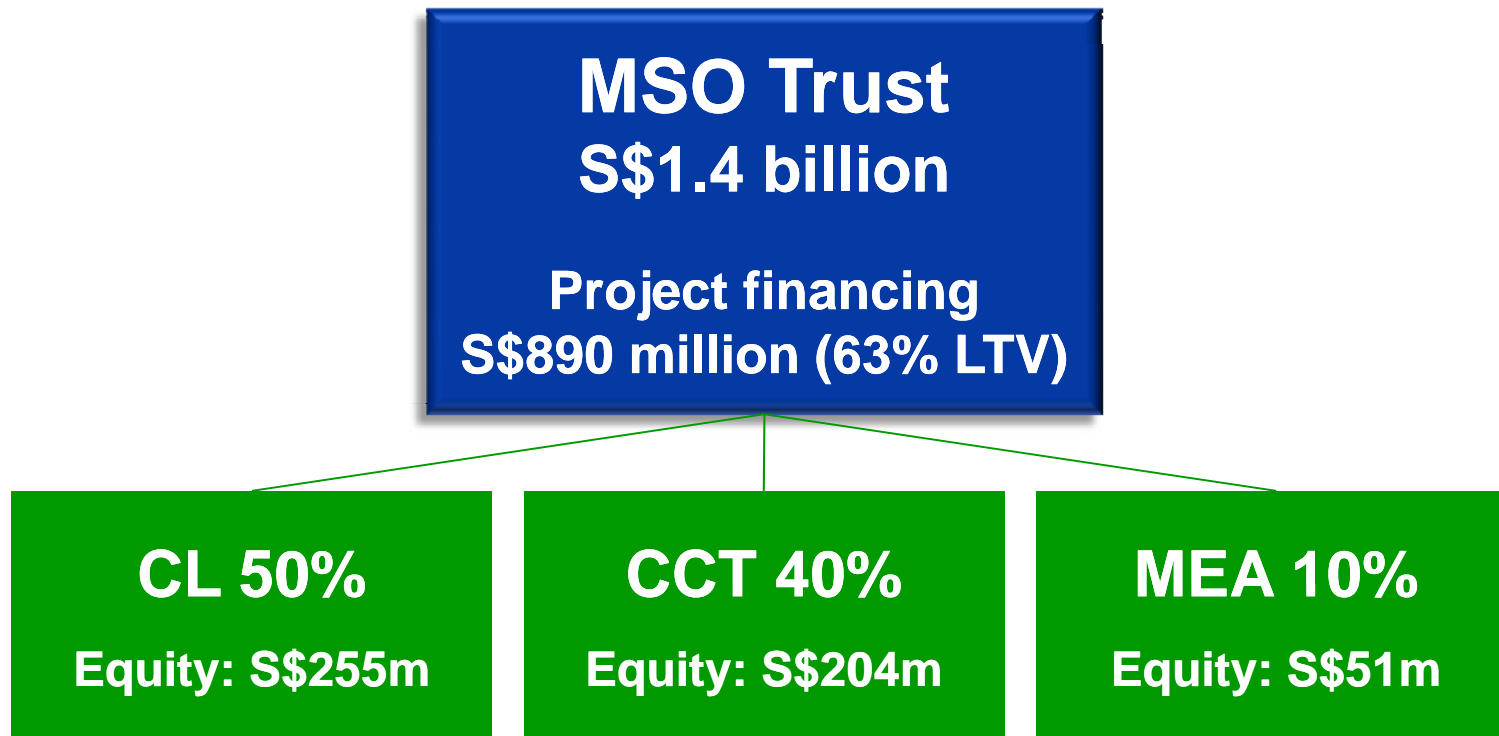 MSO Trust
S$1.4 billion
Project financing
S$890 million (63% LTV)
CL 50%
Equity: S$255m
CCT 40%
Equity: S$204m
MEA 10%
Equity: S$51m